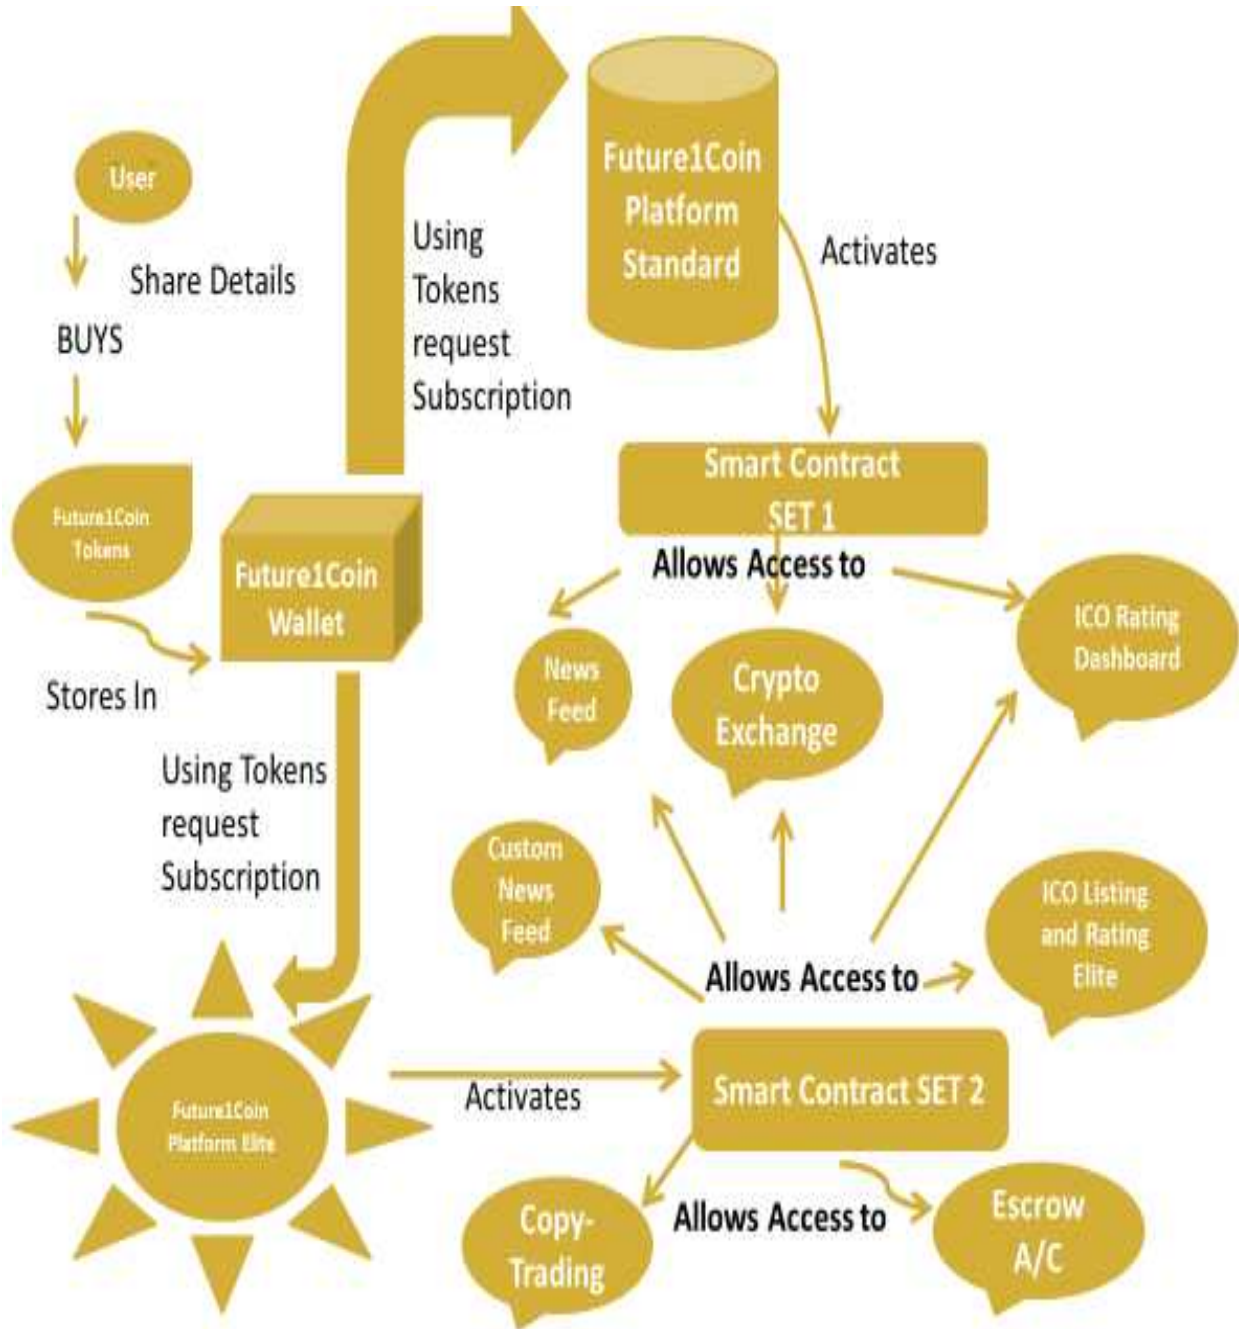 User
Share Details
BUYS
Future1Coin
Tokens
Stores In
Future1Coin
Wallet
Using
Tokens
request
Subscription
Future1Coin
Platform
Standard
Activates
Smart Contract
SET 1
Allows Access to
News
Feed
Crypto
Exchange
ICO Rating
Dashboard
Using Tokens
request
Subscription
Custom
News
Feed
ICO Listing
and Rating
Elite
Allows Access to
Future1Coin
Platform Elite
Activates
Smart Contract SET 2
Copy-
Trading
Allows Access to
Escrow
A/C